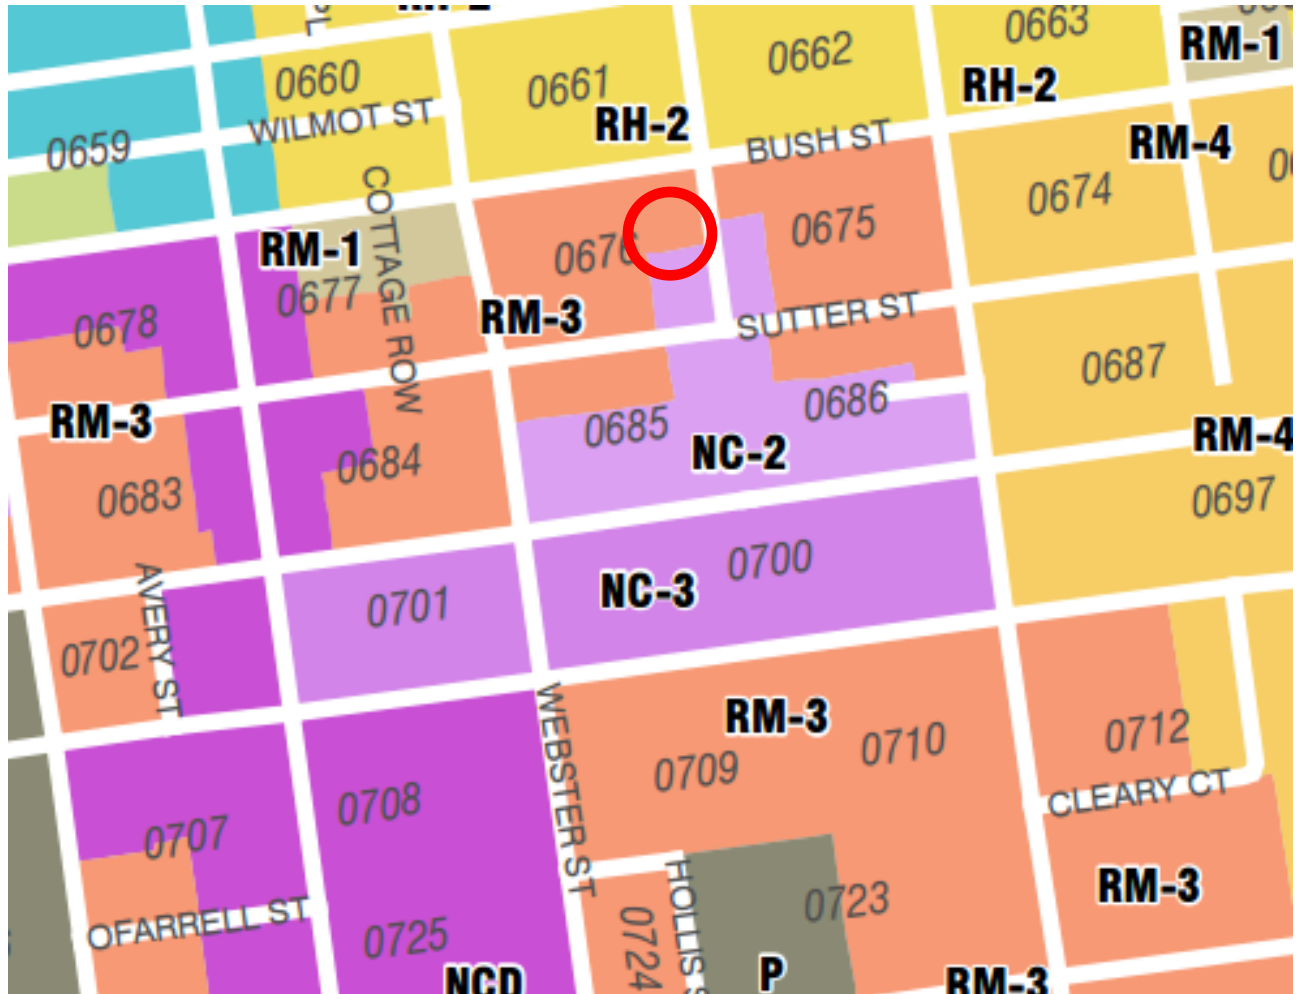 0663
0662
RM-1
0660
0661
RH-2
WILMOT ST
RH-2
0659
BUSH ST
RM-4
COTTAGE ROW
0674
RM-1
0676
0675
0677
0678
RM-3
SUTTER ST
0687
RM-3
0685
0686
RM-4
0684
NC-2
0683
0697
AVERY ST
0701
NC-3
0700
0702
WEBSTER ST
RM-3
0712
0709
0710
0708
CLEARY CT
0707
RM-3
HOLLIS
0723
OFARRELL ST
0725
0724
NCD
P
RM-3